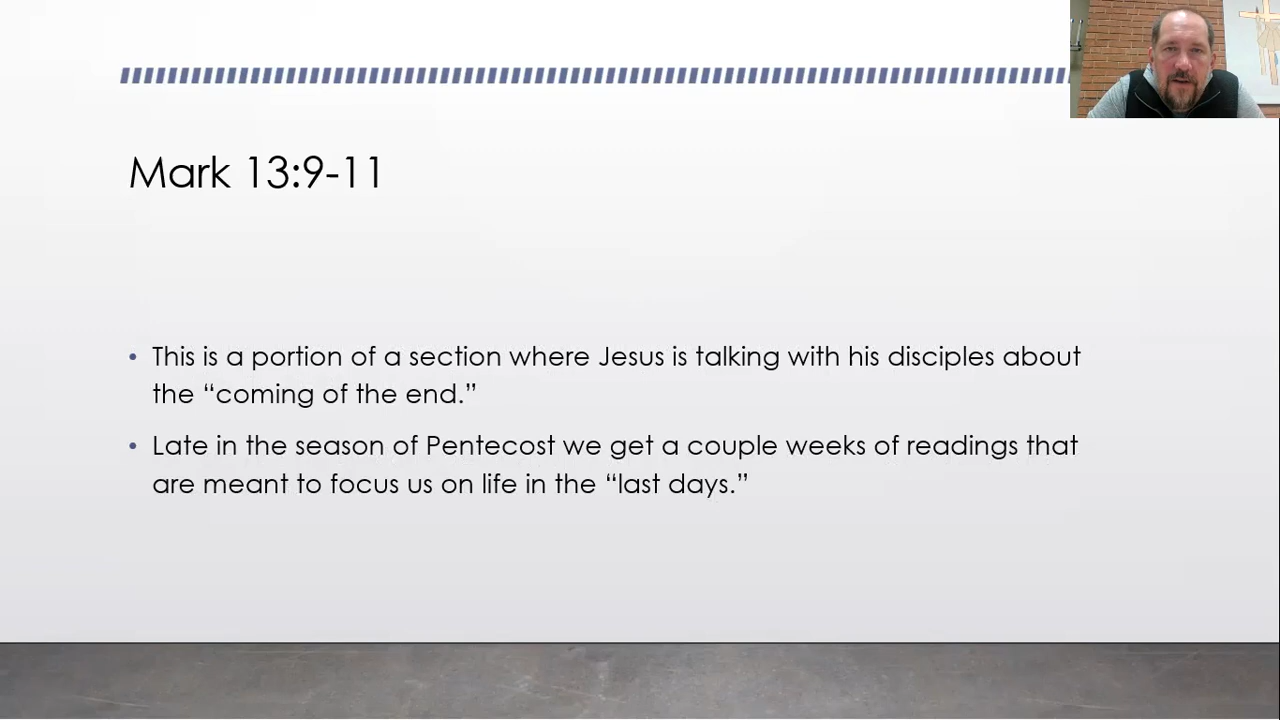 Mark 13:9-11
• This is a portion of a section where Jesus is talking with his disciples about
the “coming of the end.”
• Late in the season of Pentecost we get a couple weeks of readings that
are meant to focus us on life in the “last days.”